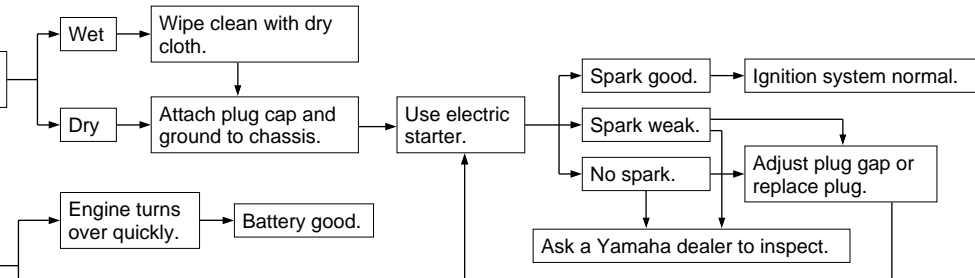 Wet
Wipe clean with dry
cloth.
Dry
Attach plug cap and
ground to chassis.
Use electric
starter.
Spark good.
Ignition system normal.
Spark weak.
No spark.
Adjust plug gap or
replace plug.
Ask a Yamaha dealer to inspect.
Engine turns
over quickly.
Battery good.